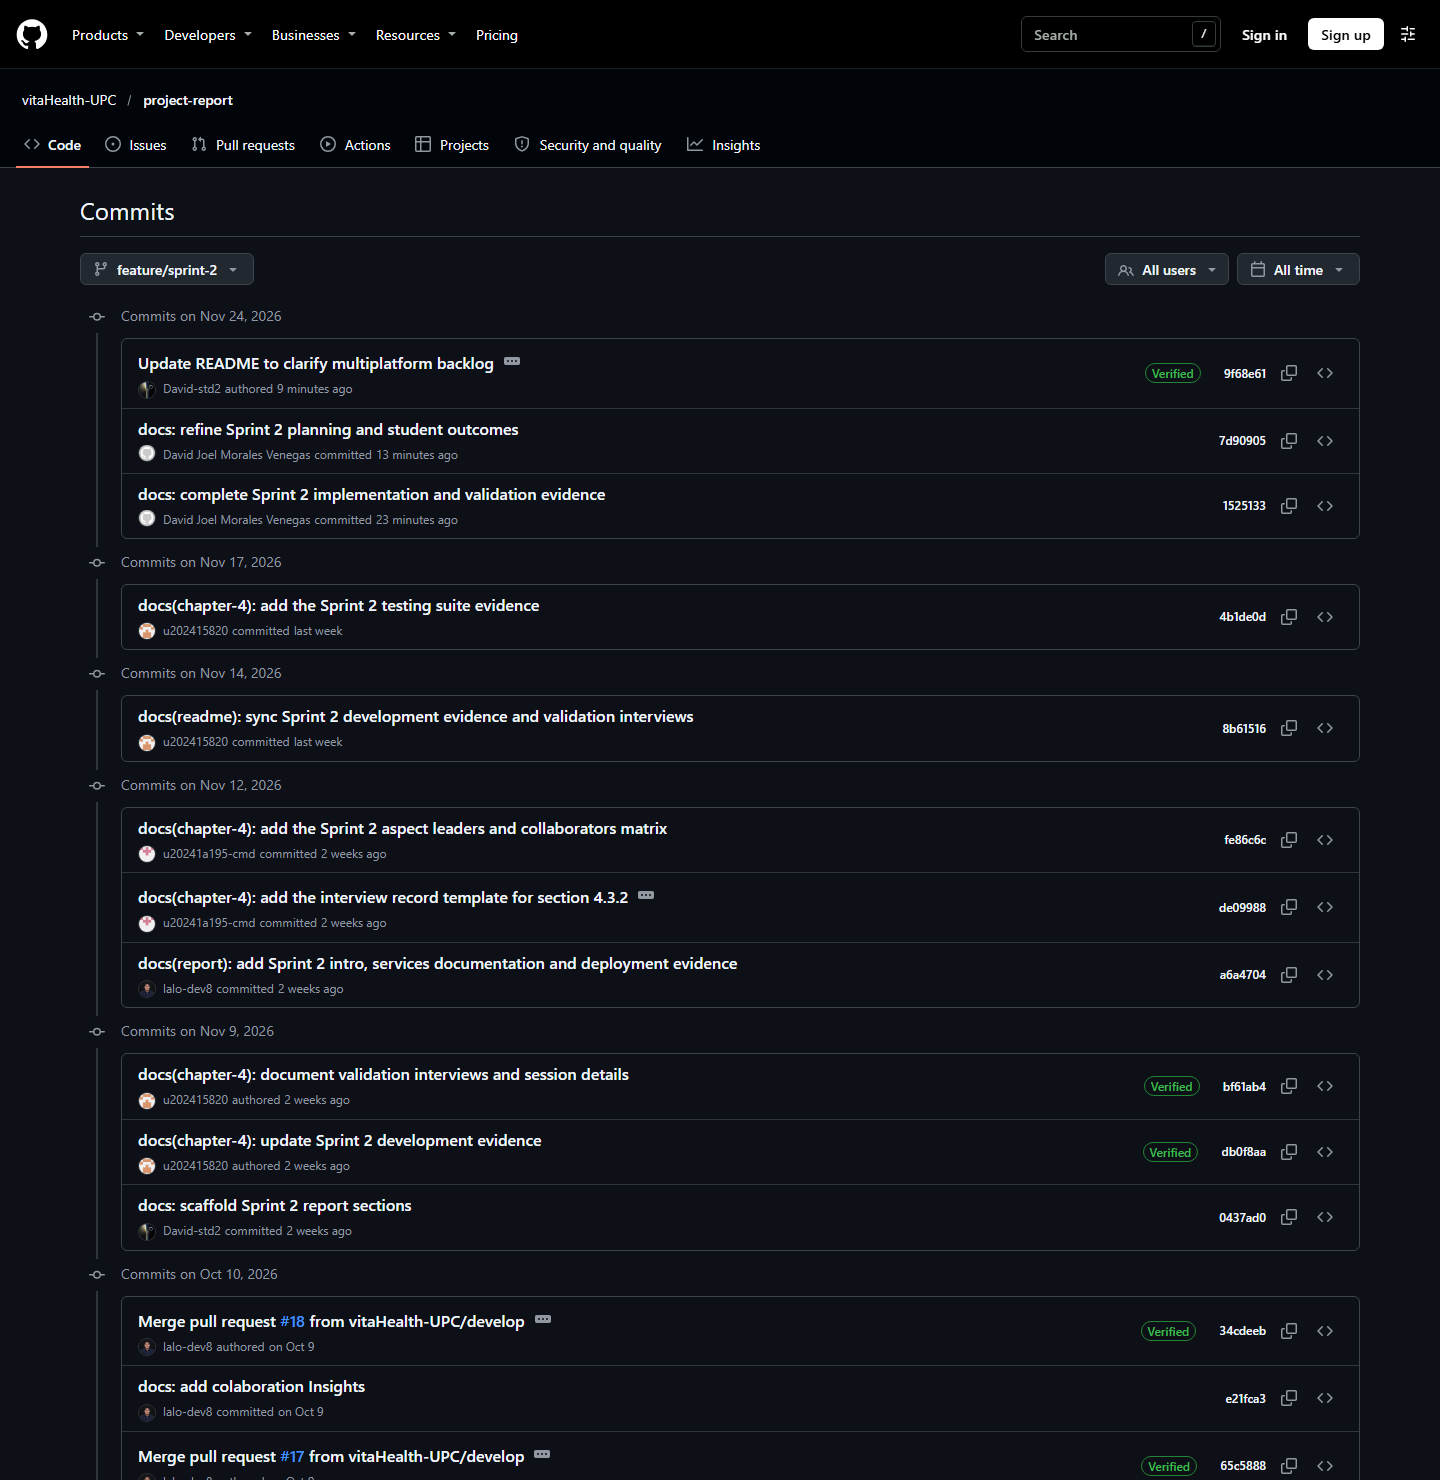 Products Developers Businesses Resources Pricing Search / Sign in Sign up
vitaHealth-UPC / project-report
Code Issues Pull requests Actions Projects Security and quality Insights
Commits
feature/sprint-2 All users All time
Commits on Nov 24, 2026
Update README to clarify multiplatform backlog
David-std2 authored 9 minutes ago
Verified 9f68e61
docs: refine Sprint 2 planning and student outcomes
David Joel Morales Venegas committed 13 minutes ago
7d90905
docs: complete Sprint 2 implementation and validation evidence
David Joel Morales Venegas committed 23 minutes ago
1525133
Commits on Nov 17, 2026
docs(chapter-4): add the Sprint 2 testing suite evidence
u202415820 committed last week
4b1de0d
Commits on Nov 14, 2026
docs(readme): sync Sprint 2 development evidence and validation interviews
u202415820 committed last week
8b61516
Commits on Nov 12, 2026
docs(chapter-4): add the Sprint 2 aspect leaders and collaborators matrix
u20241a195-cmd committed 2 weeks ago
fe86c6c
docs(chapter-4): add the interview record template for section 4.3.2
u20241a195-cmd committed 2 weeks ago
de09988
docs(report): add Sprint 2 intro, services documentation and deployment evidence
lalo-dev8 committed 2 weeks ago
a6a4704
Commits on Nov 9, 2026
docs(chapter-4): document validation interviews and session details
u202415820 authored 2 weeks ago
Verified bf61ab4
docs(chapter-4): update Sprint 2 development evidence
u202415820 authored 2 weeks ago
Verified db0f8aa
docs: scaffold Sprint 2 report sections
David-std2 committed 2 weeks ago
0437ad0
Commits on Oct 10, 2026
Merge pull request #18 from vitaHealth-UPC/develop
lalo-dev8 authored on Oct 9
Verified 34cdeeb
docs: add colaboration Insights
lalo-dev8 committed on Oct 9
e21fca3
Merge pull request #17 from vitaHealth-UPC/develop
Verified 65c5888